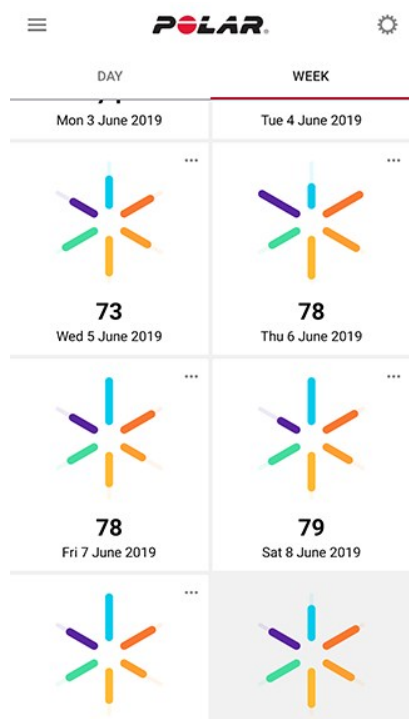 POLAR.
DAY WEEK
Mon 3 June 2019 Tue 4 June 2019
73 78
Wed 5 June 2019 Thu 6 June 2019
78 79
Fri 7 June 2019 Sat 8 June 2019